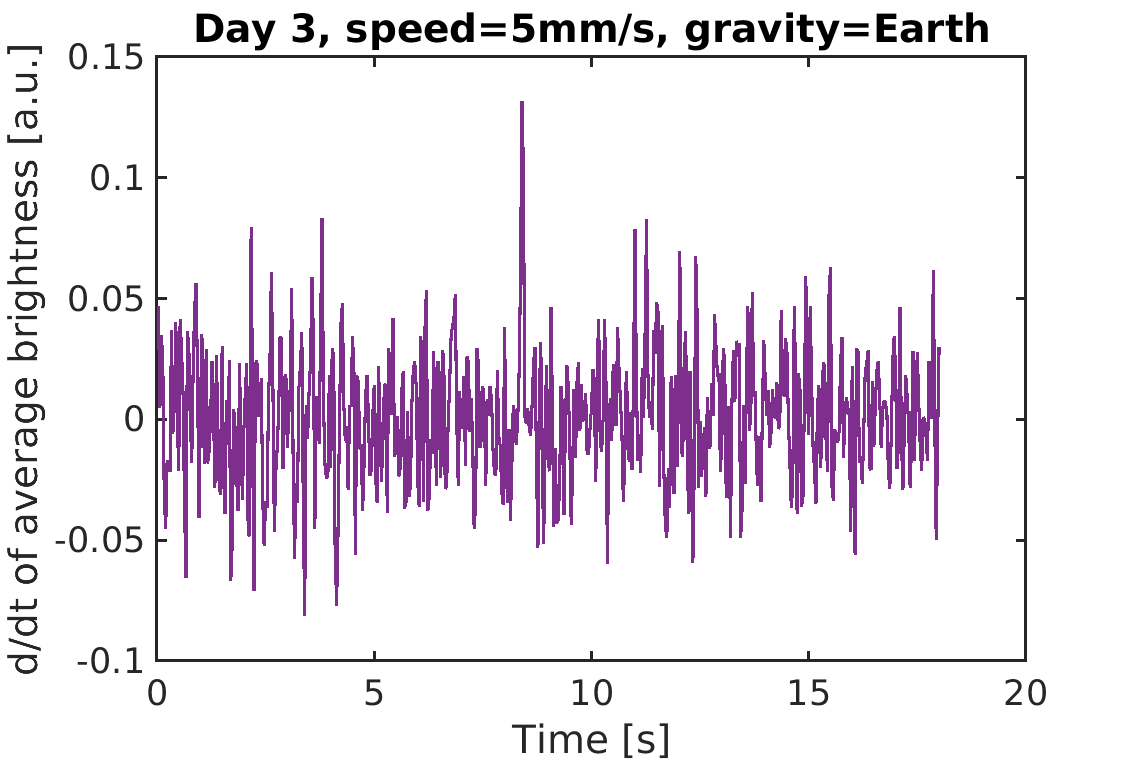 Day 3, speed=5mm/s, gravity=Earth
d/dt of average brightness [a.u.]
0.15
0.1
0.05
0
-0.05
-0.1
0 5 10 15 20
Time [s]